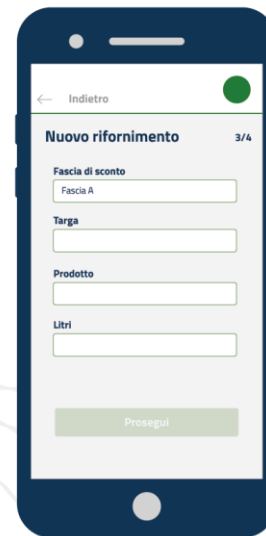 Indietro
Nuovo rifornimento 3/4
Fascia di sconto
Fascia A
Targa
Prodotto
Litri
Prosegui